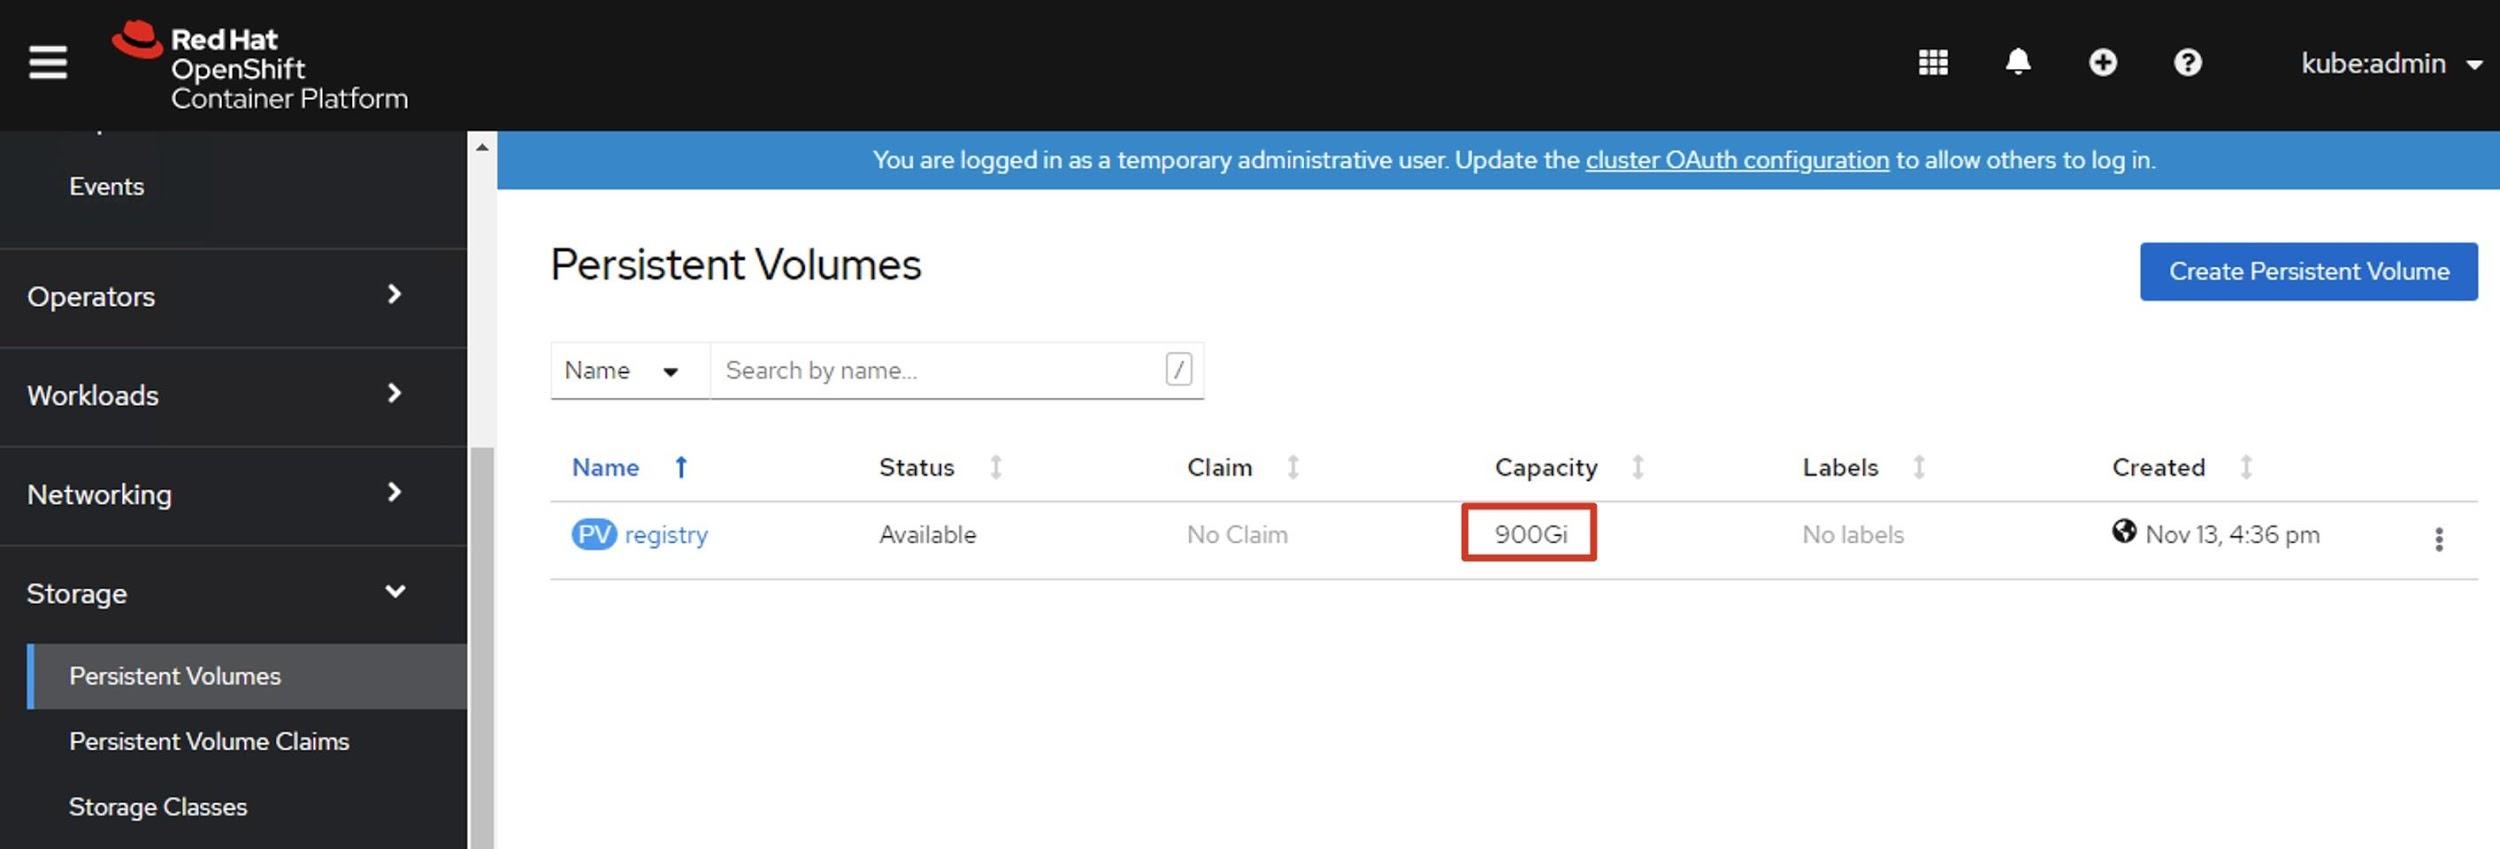 Red Hat
OpenShift
Container Platform
kube:admin
You are logged in as a temporary administrative user. Update the cluster OAuth configuration to allow others to log in.
Events
Operators
Workloads
Networking
Storage
Persistent Volumes
Persistent Volume Claims
Storage Classes
Persistent Volumes
Create Persistent Volume
Name Search by name... /
Name Status Claim Capacity Labels Created
PV registry Available No Claim 900Gi No labels Nov 13, 4:36 pm